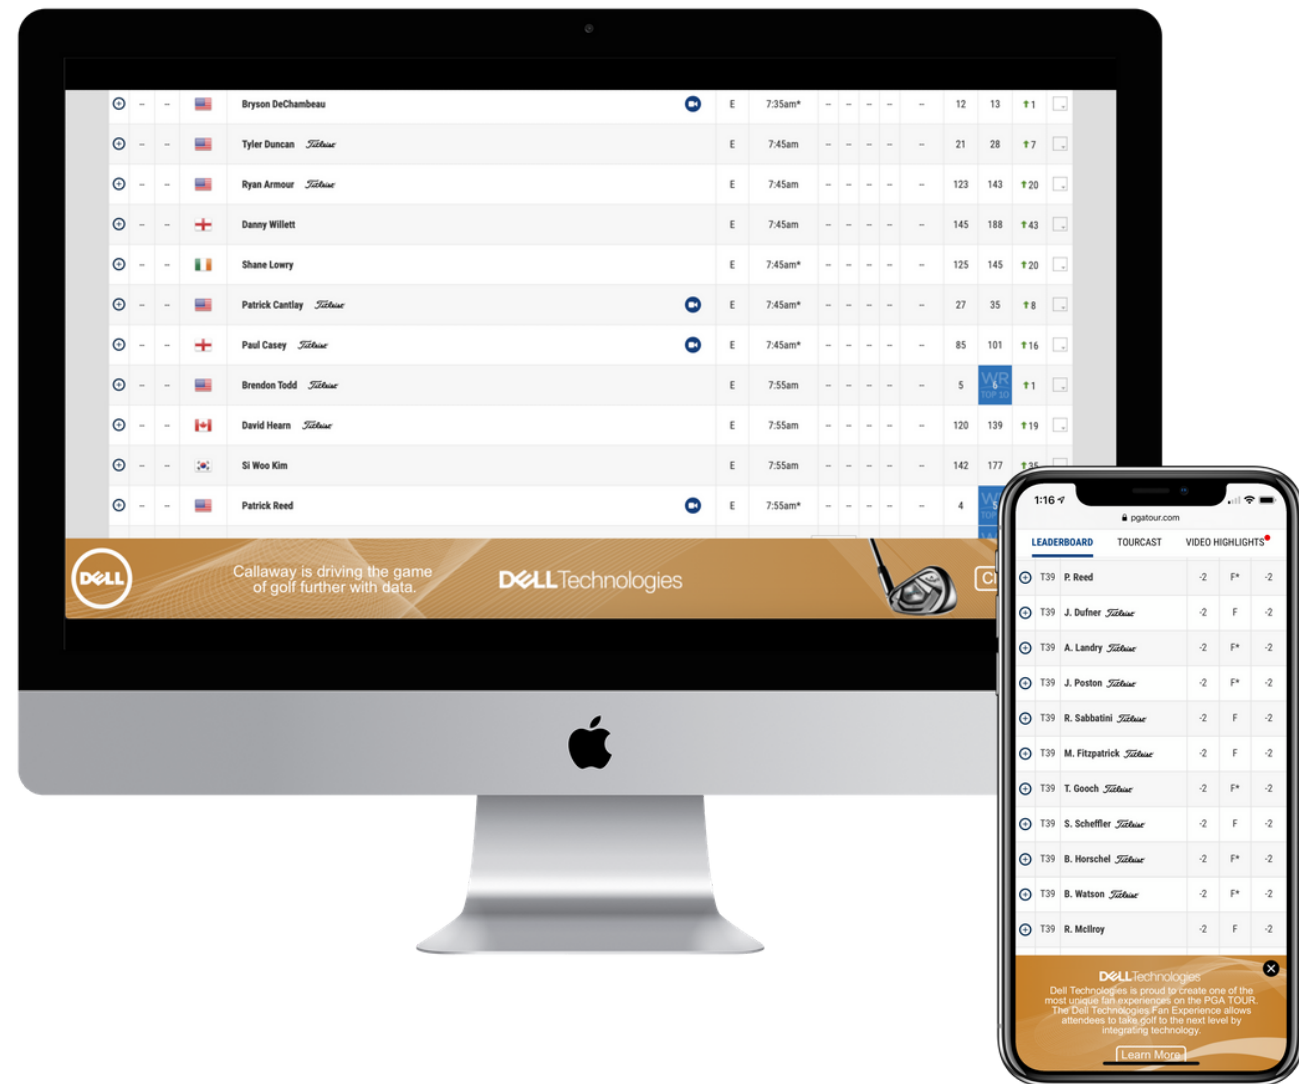 Bryson DeChambeau E 7:35am* -- -- -- -- -- 12 13 1
Tyler Duncan Titleist E 7:45am -- -- -- -- -- 21 28 7
Ryan Armour Titleist E 7:45am -- -- -- -- -- 123 143 20
Danny Willett E 7:45am -- -- -- -- -- 145 188 43
Shane Lowry E 7:45am* -- -- -- -- -- 125 145 20
Patrick Cantlay Titleist E 7:45am* -- -- -- -- -- 27 35 8
Paul Casey Titleist E 7:45am* -- -- -- -- -- 85 101 16
Brendon Todd Titleist E 7:55am -- -- -- -- -- 5 WR 6 TOP 10 1
David Hearn Titleist E 7:55am -- -- -- -- -- 120 139 19
Si Woo Kim E 7:55am -- -- -- -- -- 142 177 35
Patrick Reed E 7:55am* -- -- -- -- -- 4 5
DELL
Callaway is driving the game
of golf further with data.
DELL Technologies
1:16
pgatour.com
LEADERBOARD TOURCAST VIDEO HIGHLIGHTS
T39 P. Reed -2 F* -2
T39 J. Dufner Titleist -2 F -2
T39 A. Landry Titleist -2 F* -2
T39 J. Poston Titleist -2 F* -2
T39 R. Sabbatini Titleist -2 F -2
T39 M. Fitzpatrick Titleist -2 F -2
T39 T. Gooch Titleist -2 F* -2
T39 S. Scheffler Titleist -2 F -2
T39 B. Horschel Titleist -2 F* -2
T39 B. Watson Titleist -2 F* -2
T39 R. McIlroy -2 F -2
DELL Technologies
Dell Technologies is proud to create one of the
most unique fan experiences on the PGA TOUR.
The Dell Technologies Fan Experience allows
attendees to take golf to the next level by
integrating technology.
Learn More